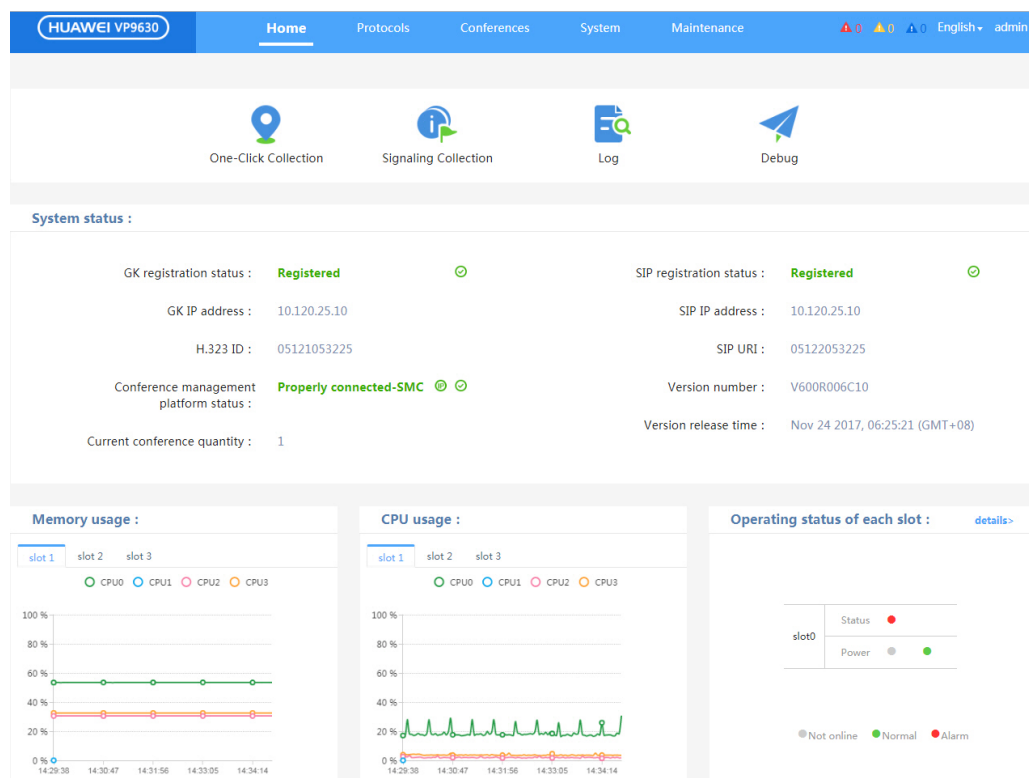 HUAWEI VP9630 Home Protocols Conferences System Maintenance 0 0 0 English admin
One-Click Collection Signaling Collection Log Debug
System status :
GK registration status : Registered SIP registration status : Registered
GK IP address : 10.120.25.10 SIP IP address : 10.120.25.10
H.323 ID : 05121053225 SIP URI : 05122053225
Conference management Properly connected-SMC IP Version number : V600R006C10
platform status :
Version release time : Nov 24 2017, 06:25:21 (GMT+08)
Current conference quantity : 1
Memory usage : CPU usage : Operating status of each slot : details>
slot 1 slot 2 slot 3 slot 1 slot 2 slot 3
CPU0 CPU1 CPU2 CPU3 CPU0 CPU1 CPU2 CPU3
100 % 100 %
80 % 80 %
60 % 60 %
40 % 40 %
20 % 20 %
0 % 0 %
14:29:38 14:30:47 14:31:56 14:33:05 14:34:14 14:29:38 14:30:47 14:31:56 14:33:05 14:34:14
slot0 Status
Power
Not online Normal Alarm